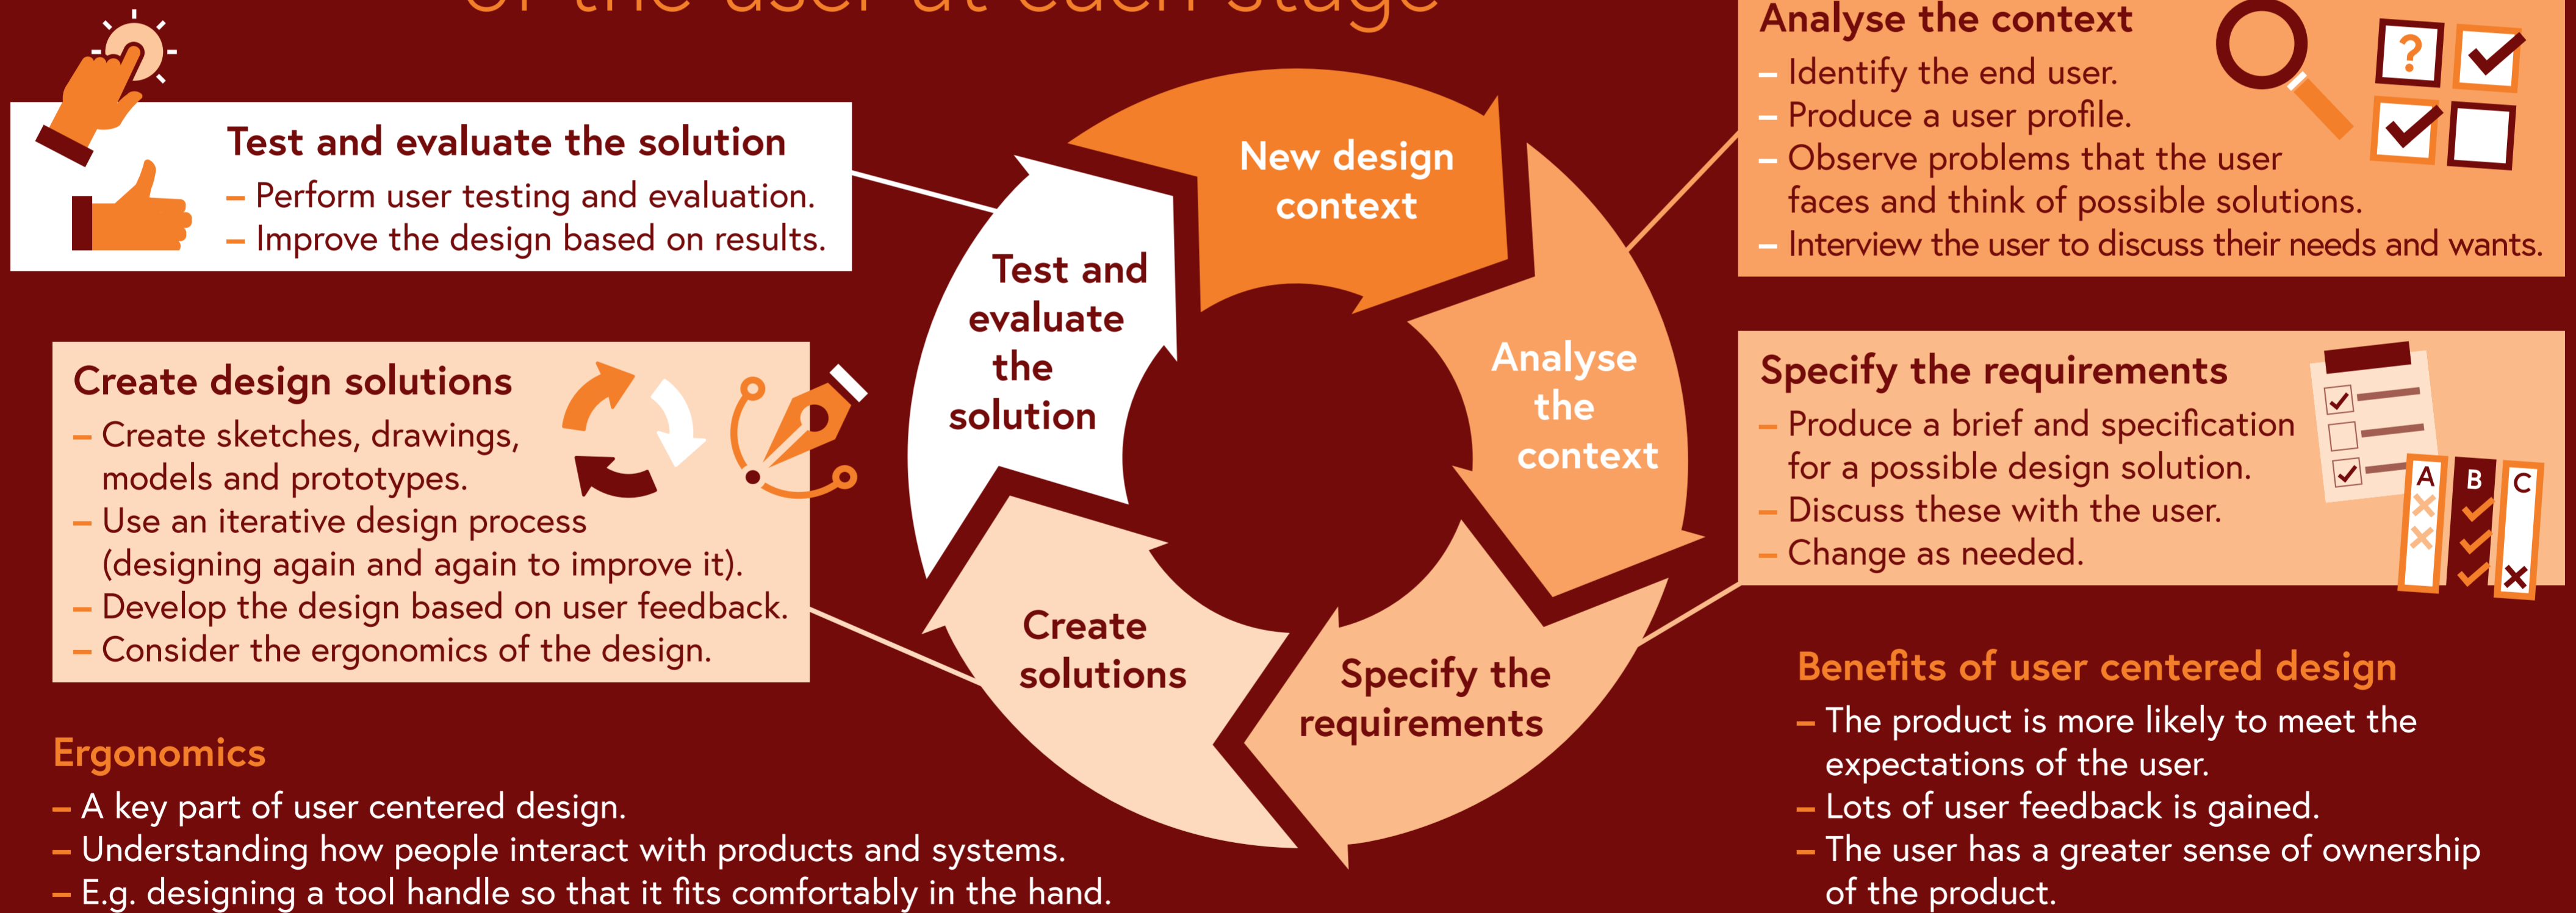 of the user at each stage
Test and evaluate the solution
– Perform user testing and evaluation.
– Improve the design based on results.
Create design solutions
– Create sketches, drawings,
models and prototypes.
– Use an iterative design process
(designing again and again to improve it).
– Develop the design based on user feedback.
– Consider the ergonomics of the design.
Ergonomics
– A key part of user centered design.
– Understanding how people interact with products and systems.
– E.g. designing a tool handle so that it fits comfortably in the hand.
New design
context
Analyse
the
context
Specify the
requirements
Create
solutions
Test and
evaluate
the
solution
Analyse the context
– Identify the end user.
– Produce a user profile.
– Observe problems that the user
faces and think of possible solutions.
– Interview the user to discuss their needs and wants.
?
Specify the requirements
– Produce a brief and specification
for a possible design solution.
– Discuss these with the user.
– Change as needed.
A B C
Benefits of user centered design
– The product is more likely to meet the
expectations of the user.
– Lots of user feedback is gained.
– The user has a greater sense of ownership
of the product.